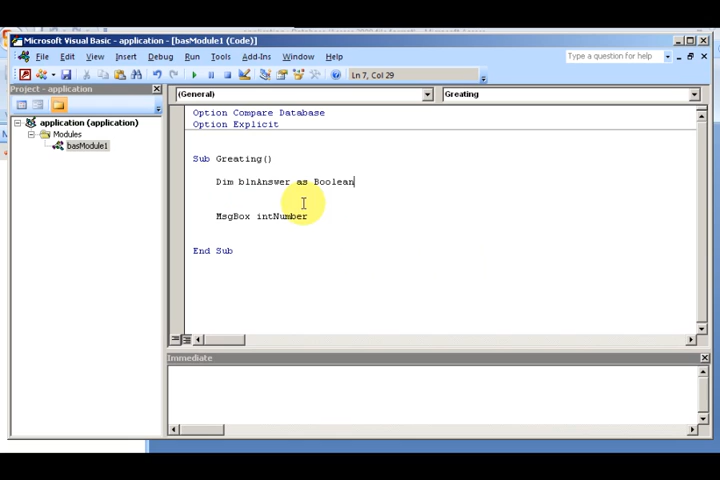 Microsoft Visual Basic - application - [basModule1 (Code)]
File Edit View Insert Format Debug Run Tools Add-Ins Window Help
Type a question for help
Ln 7, Col 29
Project - application
(General)
Greating
application (application)
Modules
basModule1
Option Compare Database
Option Explicit
Sub Greating()
Dim blnAnswer as Boolean
MsgBox intNumber
End Sub
Immediate